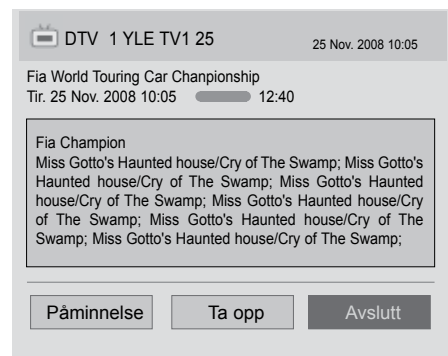 DTV 1 YLE TV1 25 25 Nov. 2008 10:05
Fia World Touring Car Chanpionship
Tir. 25 Nov. 2008 10:05 12:40
Fia Champion
Miss Gotto's Haunted house/Cry of The Swamp; Miss Gotto's
Haunted house/Cry of The Swamp; Miss Gotto's Haunted
house/Cry of The Swamp; Miss Gotto's Haunted house/Cry
of The Swamp; Miss Gotto's Haunted house/Cry of The
Swamp; Miss Gotto's Haunted house/Cry of The Swamp;
Påminnelse Ta opp Avslutt